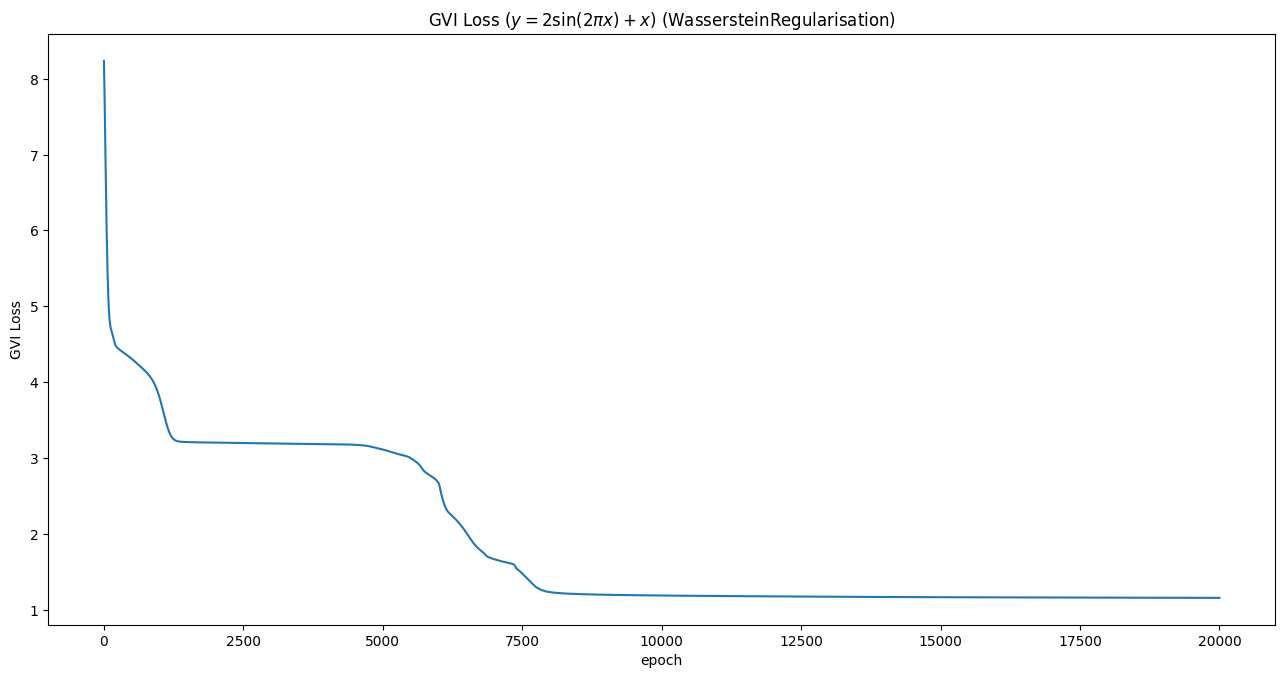 GVI Loss (y = 2sin(2πx) + x) (WassersteinRegularisation)
GVI Loss
8
7
6
5
4
3
2
1
0 2500 5000 7500 10000 12500 15000 17500 20000
epoch